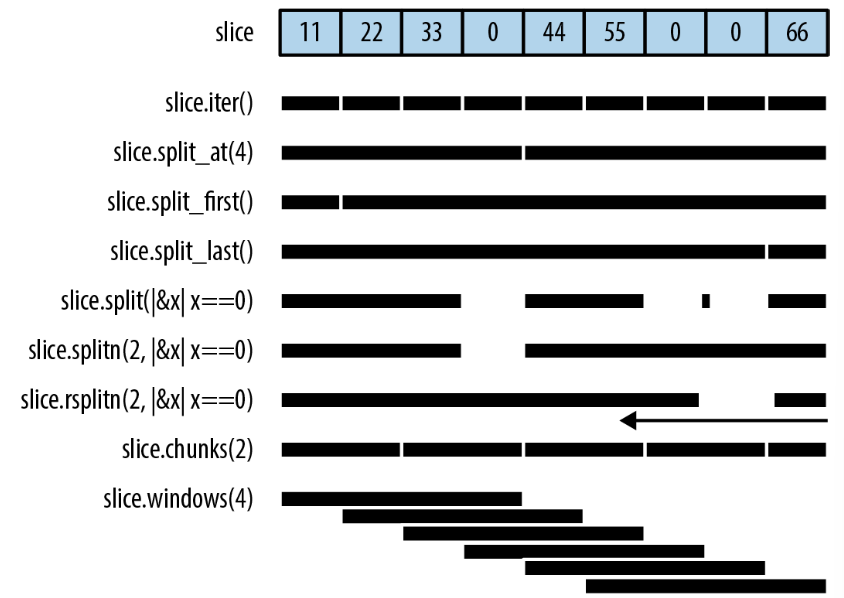 slice 11 22 33 0 44 55 0 0 66
slice.iter()
slice.split_at(4)
slice.split_first()
slice.split_last()
slice.split(|&x| x==0)
slice.splitn(2, |&x| x==0)
slice.rsplitn(2, |&x| x==0)
slice.chunks(2)
slice.windows(4)